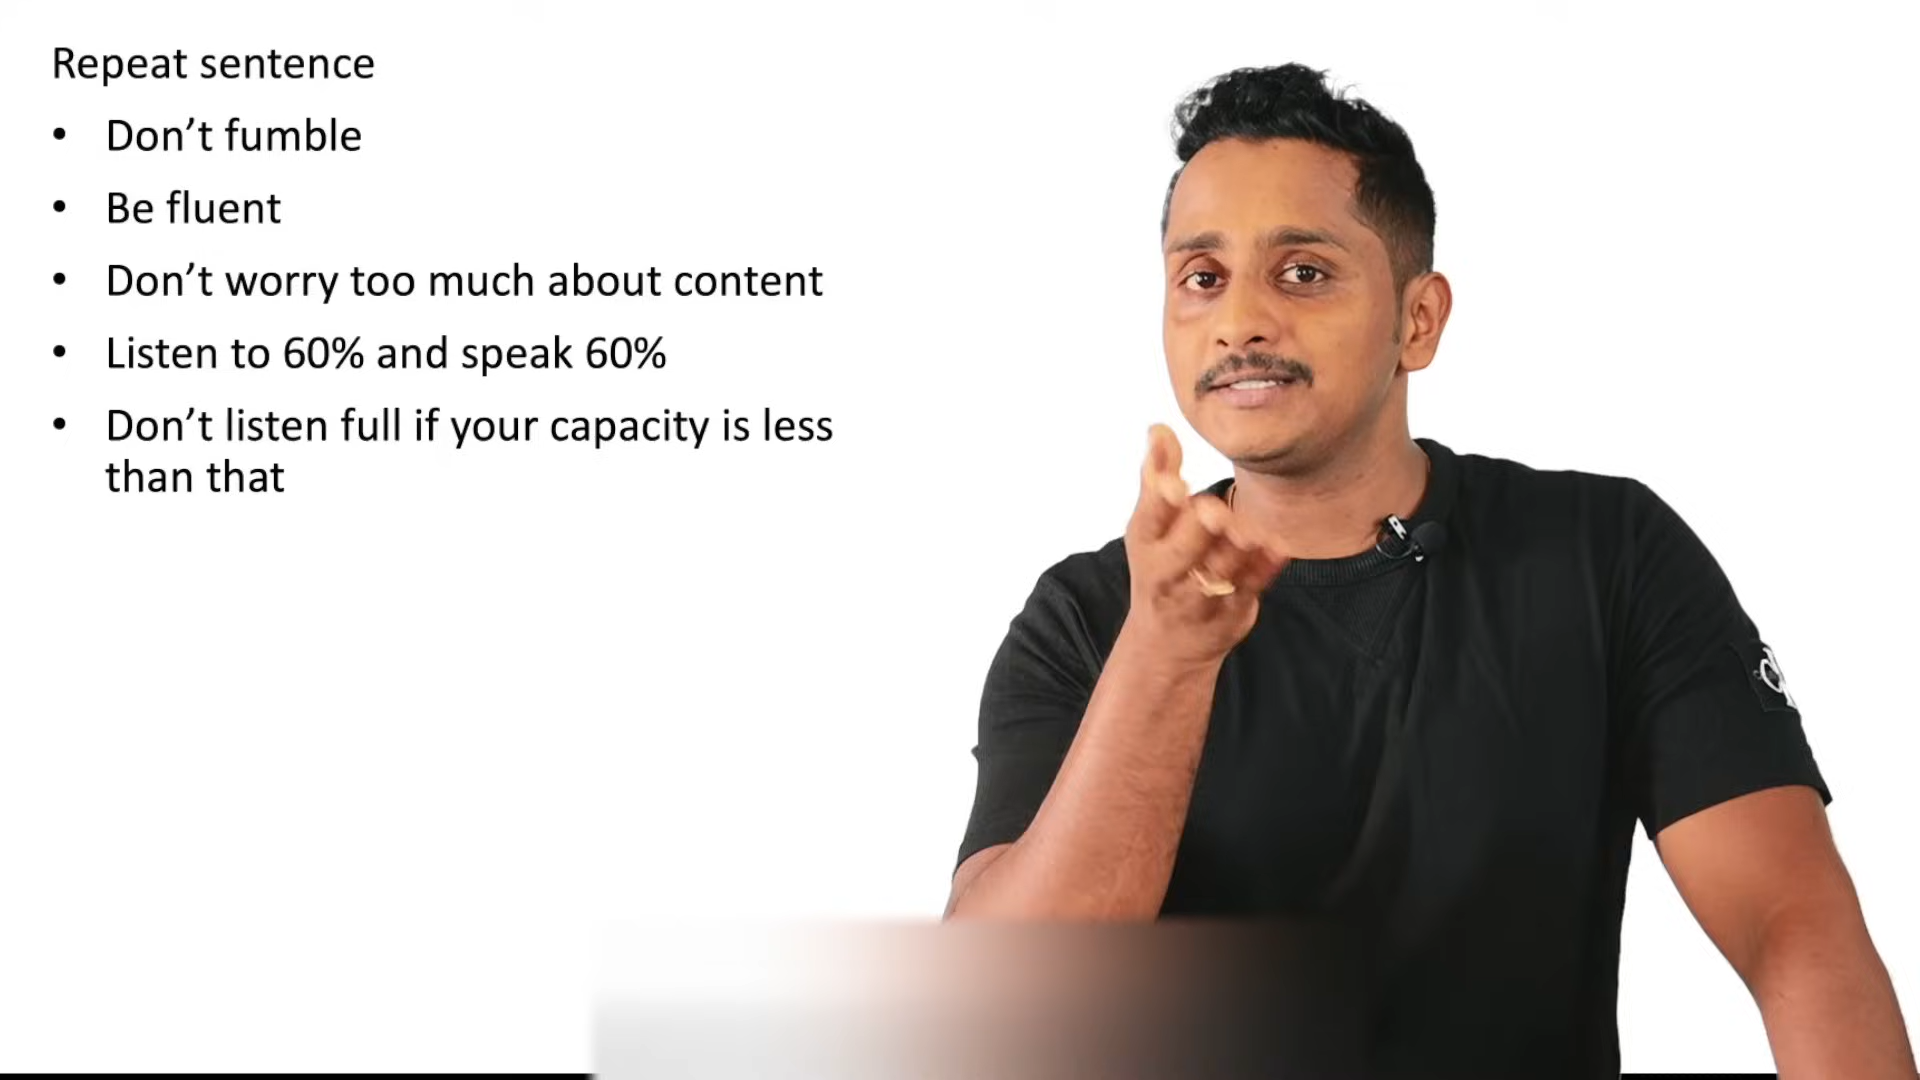 Repeat sentence
• Don’t fumble
• Be fluent
• Don’t worry too much about content
• Listen to 60% and speak 60%
• Don’t listen full if your capacity is less
than that